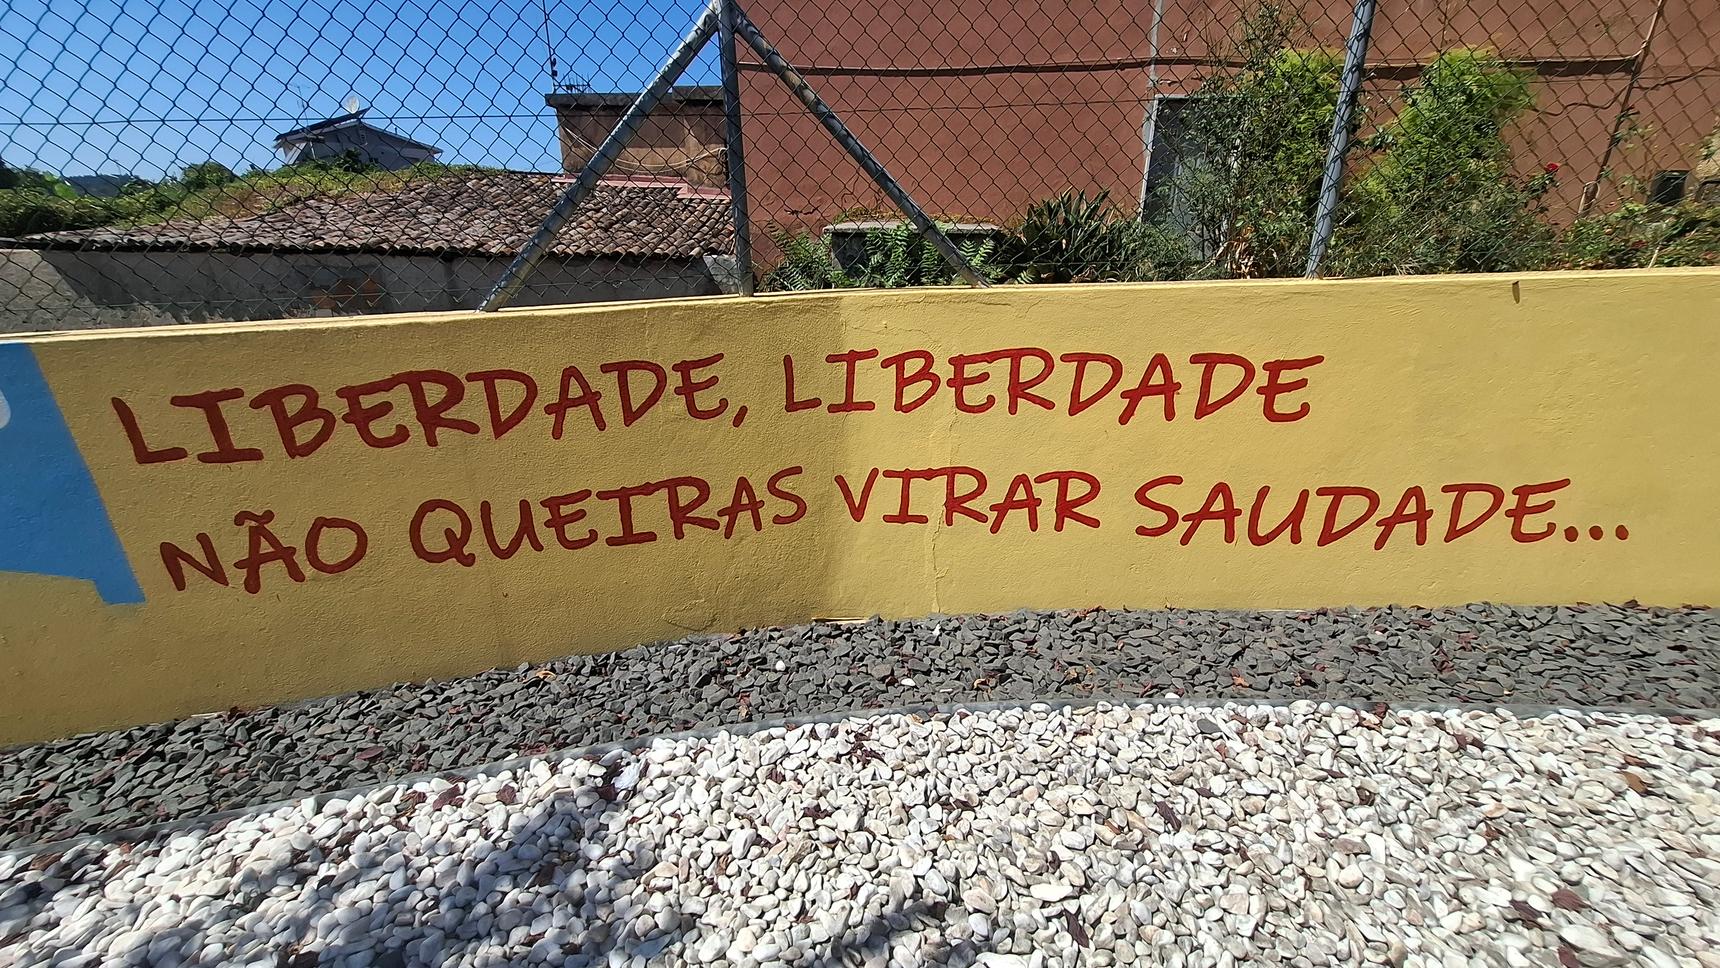 LIBERDADE, LIBERDADE
NÃO QUEIRAS VIRAR SAUDADE...